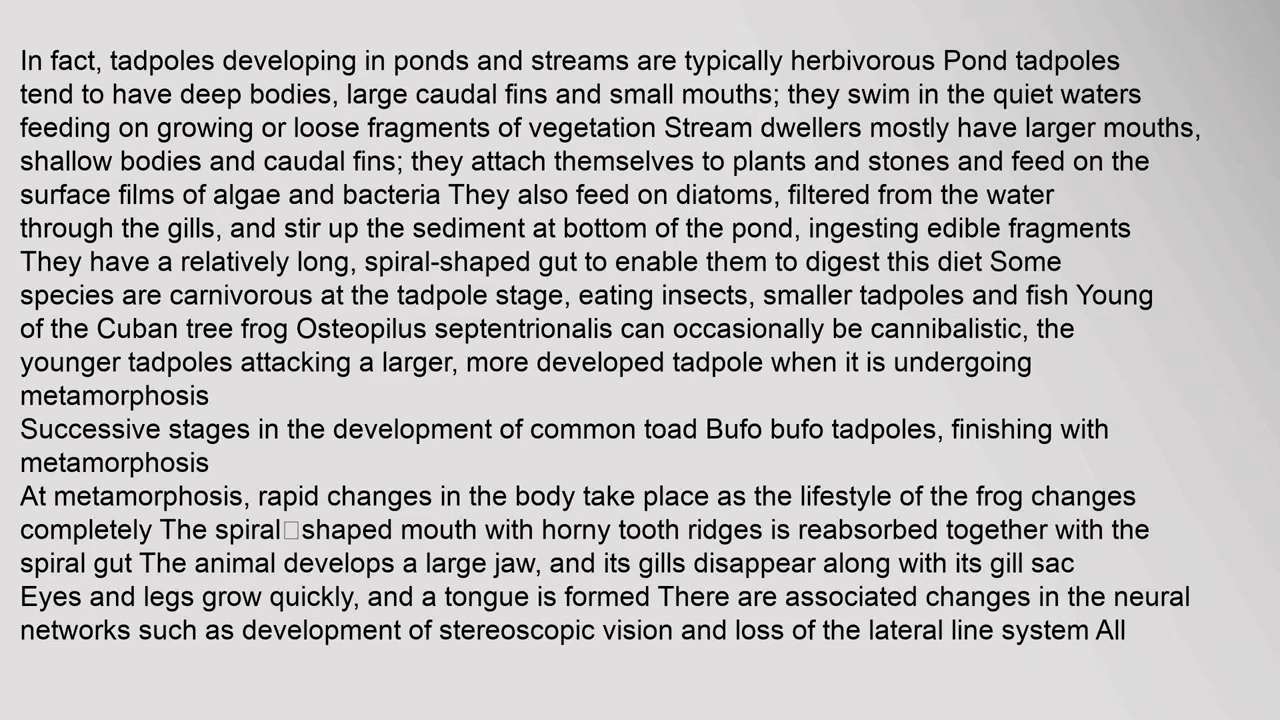 In fact, tadpoles developing in ponds and streams are typically herbivorous Pond tadpoles
tend to have deep bodies, large caudal fins and small mouths; they swim in the quiet waters
feeding on growing or loose fragments of vegetation Stream dwellers mostly have larger mouths,
shallow bodies and caudal fins; they attach themselves to plants and stones and feed on the
surface films of algae and bacteria They also feed on diatoms, filtered from the water
through the gills, and stir up the sediment at bottom of the pond, ingesting edible fragments
They have a relatively long, spiral-shaped gut to enable them to digest this diet Some
species are carnivorous at the tadpole stage, eating insects, smaller tadpoles and fish Young
of the Cuban tree frog Osteopilus septentrionalis can occasionally be cannibalistic, the
younger tadpoles attacking a larger, more developed tadpole when it is undergoing
metamorphosis
Successive stages in the development of common toad Bufo bufo tadpoles, finishing with
metamorphosis
At metamorphosis, rapid changes in the body take place as the lifestyle of the frog changes
completely The spiral□shaped mouth with horny tooth ridges is reabsorbed together with the
spiral gut The animal develops a large jaw, and its gills disappear along with its gill sac
Eyes and legs grow quickly, and a tongue is formed There are associated changes in the neural
networks such as development of stereoscopic vision and loss of the lateral line system All